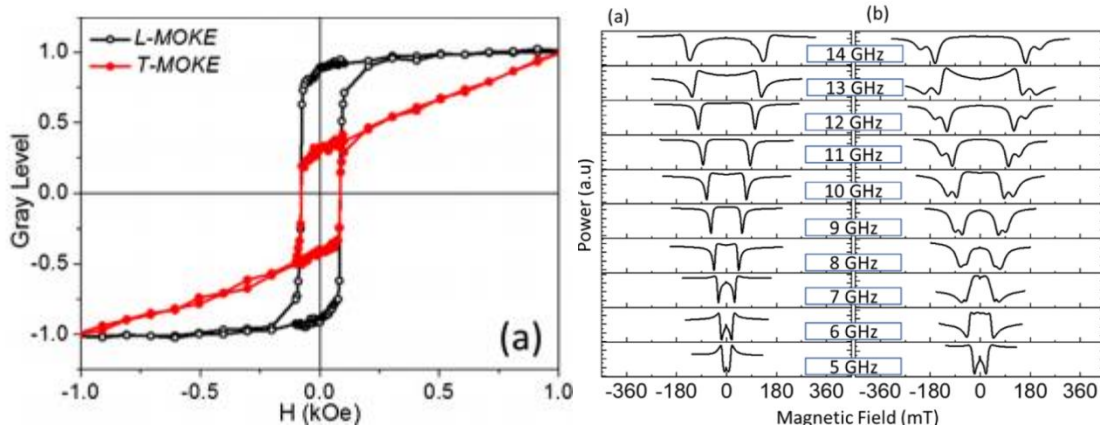 L-MOKE
T-MOKE
Gray Level
1.0
0.5
0.0
-0.5
-1.0
(a)
-1.0 -0.5 0.0 0.5 1.0
H (kOe)
(a) (b)
Power (a.u)
14 GHz
13 GHz
12 GHz
11 GHz
10 GHz
9 GHz
8 GHz
7 GHz
6 GHz
5 GHz
-360 -180 0 180 360 -360 -180 0 180 360
Magnetic Field (mT)